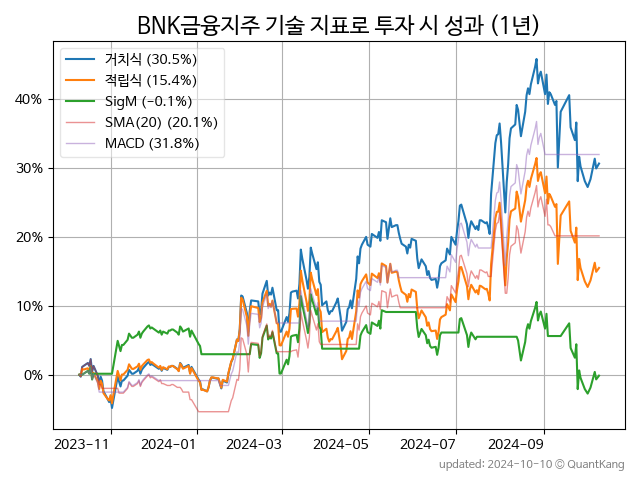 BNK금융지주 기술 지표로 투자 시 성과 (1년)
거치식 (30.5%)
적립식 (15.4%)
SigM (−0.1%)
SMA(20) (20.1%)
MACD (31.8%)
40%
30%
20%
10%
0%
2023-11 2024-01 2024-03 2024-05 2024-07 2024-09
updated: 2024-10-10 © QuantKang